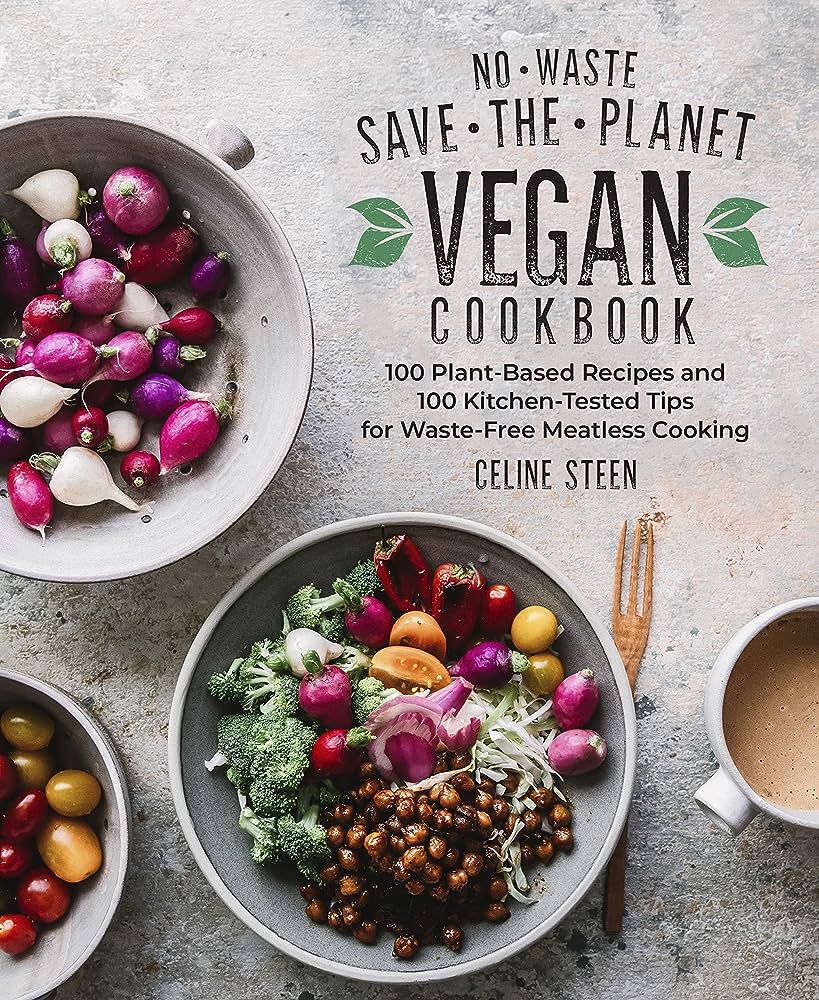 NO•WASTE
SAVE•THE•PLANET
VEGAN
COOKBOOK
100 Plant-Based Recipes and
100 Kitchen-Tested Tips
for Waste-Free Meatless Cooking
CELINE STEEN